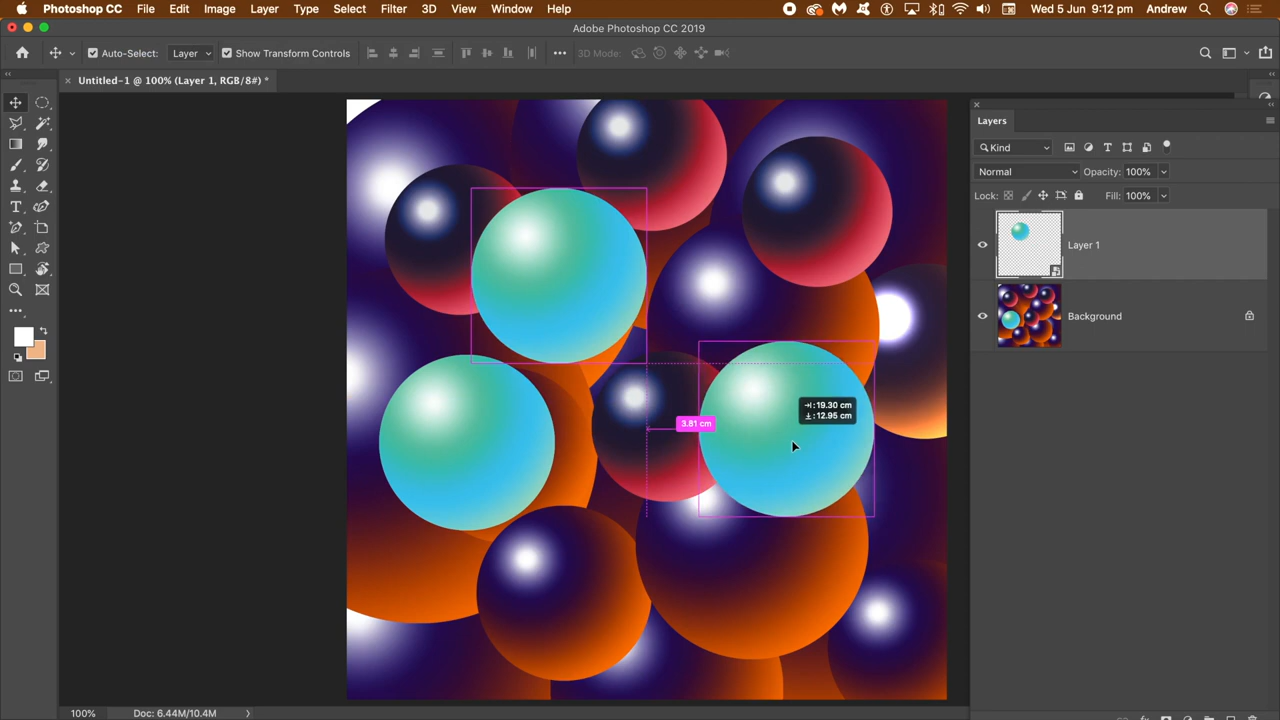 Photoshop CC File Edit Image Layer Type Select Filter 3D View Window Help Wed 5 Jun 9:12 pm Andrew
Adobe Photoshop CC 2019
Auto-Select: Layer Show Transform Controls 3D Mode:
Untitled-1 @ 100% (Layer 1, RGB/8#) *
Layers
Kind
Normal Opacity: 100%
Lock: Fill: 100%
Layer 1
Background
19.30 cm
12.95 cm
3.81 cm
100% Doc: 6.44M/10.4M